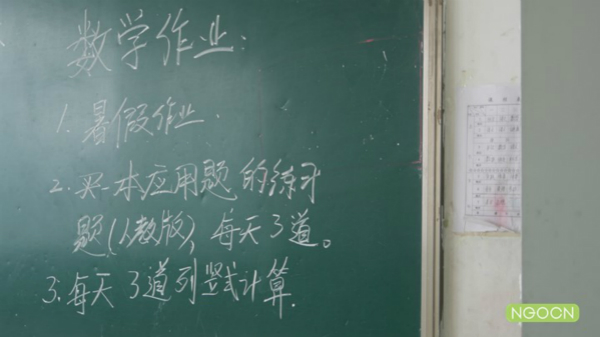 数学作业:
1.暑假作业.
2.买一本应用题的练习
题(人教版),每天3道。
3.每天3道列竖式计算.
NGOCN